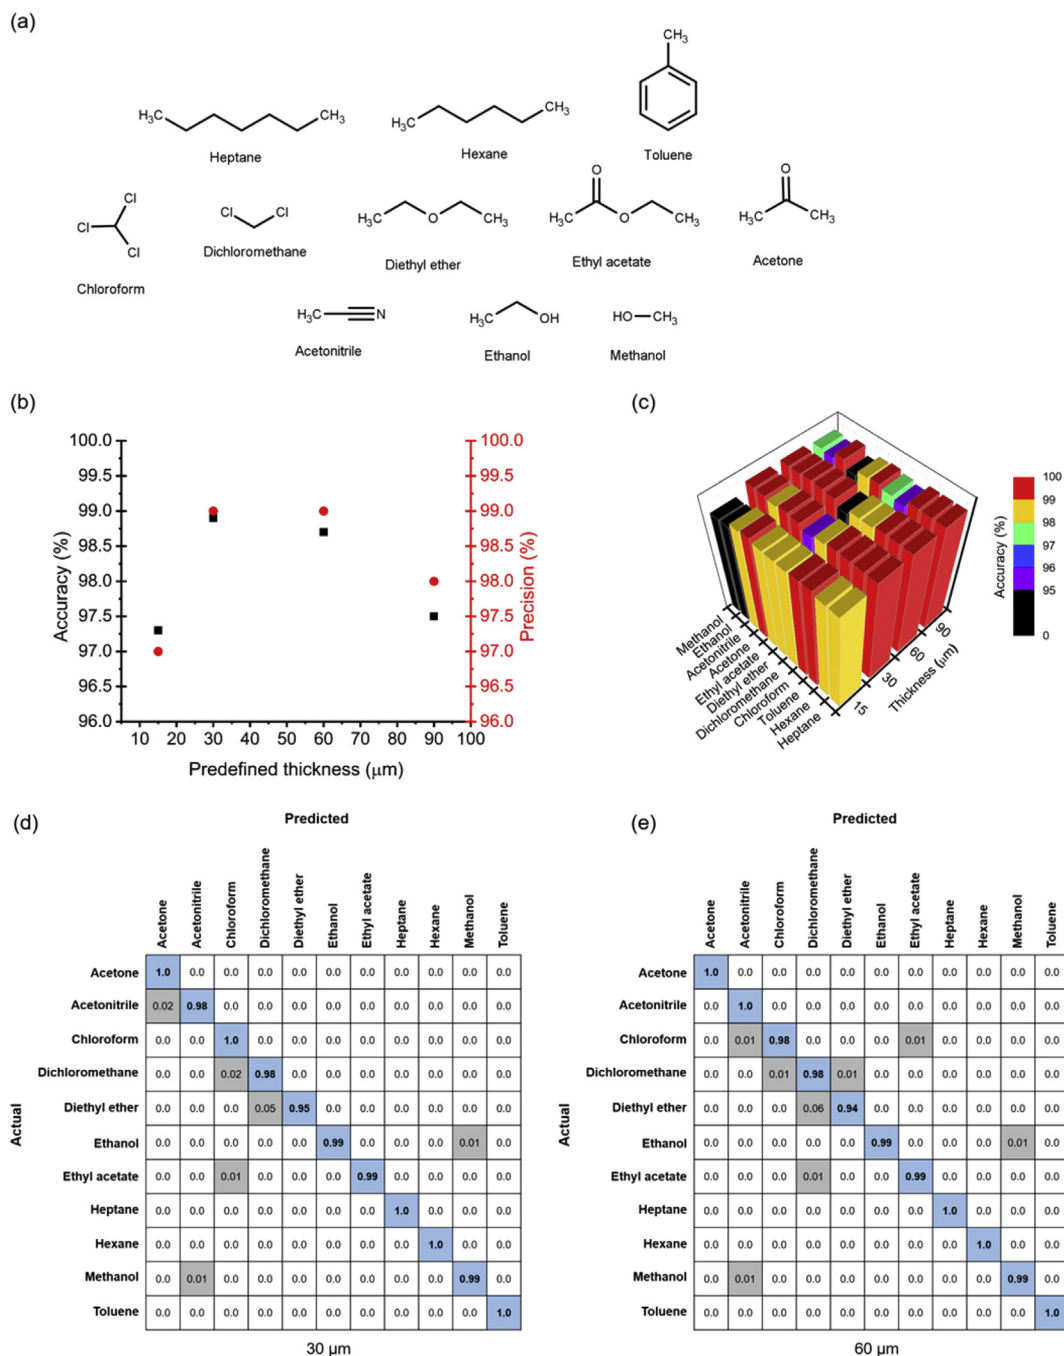 (a)
CH₃
H₃C CH₃
Heptane
H₃C CH₃
Hexane
Toluene
Cl Cl Cl
Chloroform
Cl Cl
Dichloromethane
H₃C O CH₃
Diethyl ether
O
H₃C O CH₃
Ethyl acetate
O
H₃C CH₃
Acetone
H₃C N
Acetonitrile
H₃C OH
Ethanol
HO CH₃
Methanol
(b)
Accuracy (%)
100.0
99.5
99.0
98.5
98.0
97.5
97.0
96.5
96.0
10 20 30 40 50 60 70 80 90 100
Predefined thickness (μm)
100.0
99.5
99.0
98.5
98.0
97.5
97.0
96.5
96.0
Precision (%)
(c)
Methanol
Ethanol
Acetonitrile
Acetone
Ethyl acetate
Diethyl ether
Dichloromethane
Chloroform
Toluene
Hexane
Heptane
15
30
60
90
Thickness (μm)
Accuracy (%)
100
99
98
97
96
95
0
(d)
Predicted
Acetone Acetonitrile Chloroform Dichloromethane Diethyl ether Ethanol Ethyl acetate Heptane Hexane Methanol Toluene
Actual
Acetone 1.0 0.0 0.0 0.0 0.0 0.0 0.0 0.0 0.0 0.0 0.0
Acetonitrile 0.02 0.98 0.0 0.0 0.0 0.0 0.0 0.0 0.0 0.0 0.0
Chloroform 0.0 0.0 1.0 0.0 0.0 0.0 0.0 0.0 0.0 0.0 0.0
Dichloromethane 0.0 0.0 0.02 0.98 0.0 0.0 0.0 0.0 0.0 0.0 0.0
Diethyl ether 0.0 0.0 0.0 0.05 0.95 0.0 0.0 0.0 0.0 0.0 0.0
Ethanol 0.0 0.0 0.0 0.0 0.0 0.99 0.0 0.0 0.0 0.01 0.0
Ethyl acetate 0.0 0.0 0.01 0.0 0.0 0.0 0.99 0.0 0.0 0.0 0.0
Heptane 0.0 0.0 0.0 0.0 0.0 0.0 0.0 1.0 0.0 0.0 0.0
Hexane 0.0 0.0 0.0 0.0 0.0 0.0 0.0 0.0 1.0 0.0 0.0
Methanol 0.0 0.01 0.0 0.0 0.0 0.0 0.0 0.0 0.0 0.99 0.0
Toluene 0.0 0.0 0.0 0.0 0.0 0.0 0.0 0.0 0.0 0.0 1.0
30 μm
(e)
Predicted
Acetone Acetonitrile Chloroform Dichloromethane Diethyl ether Ethanol Ethyl acetate Heptane Hexane Methanol Toluene
Actual
Acetone 1.0 0.0 0.0 0.0 0.0 0.0 0.0 0.0 0.0 0.0 0.0
Acetonitrile 0.0 1.0 0.0 0.0 0.0 0.0 0.0 0.0 0.0 0.0 0.0
Chloroform 0.0 0.01 0.98 0.0 0.0 0.0 0.01 0.0 0.0 0.0 0.0
Dichloromethane 0.0 0.0 0.01 0.98 0.01 0.0 0.0 0.0 0.0 0.0 0.0
Diethyl ether 0.0 0.0 0.0 0.06 0.94 0.0 0.0 0.0 0.0 0.0 0.0
Ethanol 0.0 0.0 0.0 0.0 0.0 0.99 0.0 0.0 0.0 0.01 0.0
Ethyl acetate 0.0 0.0 0.0 0.01 0.0 0.0 0.99 0.0 0.0 0.0 0.0
Heptane 0.0 0.0 0.0 0.0 0.0 0.0 0.0 1.0 0.0 0.0 0.0
Hexane 0.0 0.0 0.0 0.0 0.0 0.0 0.0 0.0 1.0 0.0 0.0
Methanol 0.0 0.01 0.0 0.0 0.0 0.0 0.0 0.0 0.0 0.99 0.0
Toluene 0.0 0.0 0.0 0.0 0.0 0.0 0.0 0.0 0.0 0.0 1.0
60 μm